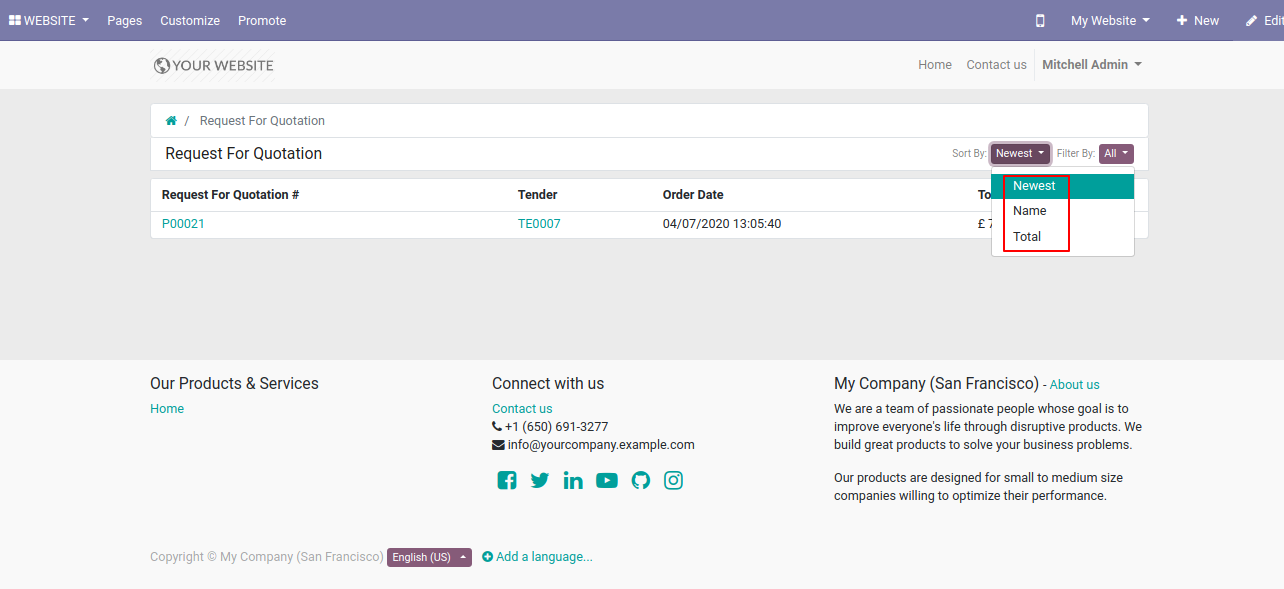 WEBSITE Pages Customize Promote My Website New Edit
YOUR WEBSITE Home Contact us Mitchell Admin
/ Request For Quotation
Request For Quotation Sort By: Newest Filter By: All
Request For Quotation # Tender Order Date To
Newest
P00021 TE0007 04/07/2020 13:05:40 £ 7
Name
Total
Our Products & Services
Home
Connect with us
Contact us
+1 (650) 691-3277
info@yourcompany.example.com
My Company (San Francisco) - About us
We are a team of passionate people whose goal is to
improve everyone's life through disruptive products. We
build great products to solve your business problems.
Our products are designed for small to medium size
companies willing to optimize their performance.
Copyright © My Company (San Francisco) English (US) Add a language...